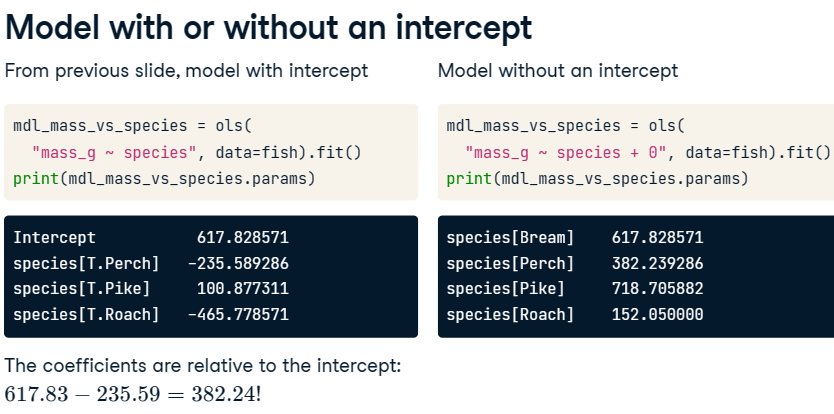 Model with or without an intercept
From previous slide, model with intercept
mdl_mass_vs_species = ols(
"mass_g ~ species", data=fish).fit()
print(mdl_mass_vs_species.params)
Intercept 617.828571
species[T.Perch] -235.589286
species[T.Pike] 100.877311
species[T.Roach] -465.778571
The coefficients are relative to the intercept:
617.83 − 235.59 = 382.24!
Model without an intercept
mdl_mass_vs_species = ols(
"mass_g ~ species + 0", data=fish).fit()
print(mdl_mass_vs_species.params)
species[Bream] 617.828571
species[Perch] 382.239286
species[Pike] 718.705882
species[Roach] 152.050000